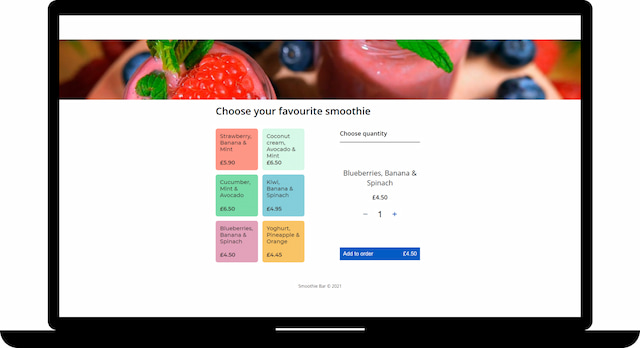 Choose your favourite smoothie
Strawberry,
Banana &
Mint
£5.90
Coconut
cream,
Avocado &
Mint
£6.50
Cucumber,
Mint &
Avocado
£6.50
Kiwi,
Banana &
Spinach
£4.95
Blueberries,
Banana &
Spinach
£4.50
Yoghurt,
Pineapple &
Orange
£4.45
Choose quantity
Blueberries, Banana &
Spinach
£4.50
− 1 +
Add to order £4.50
Smoothie Bar © 2021